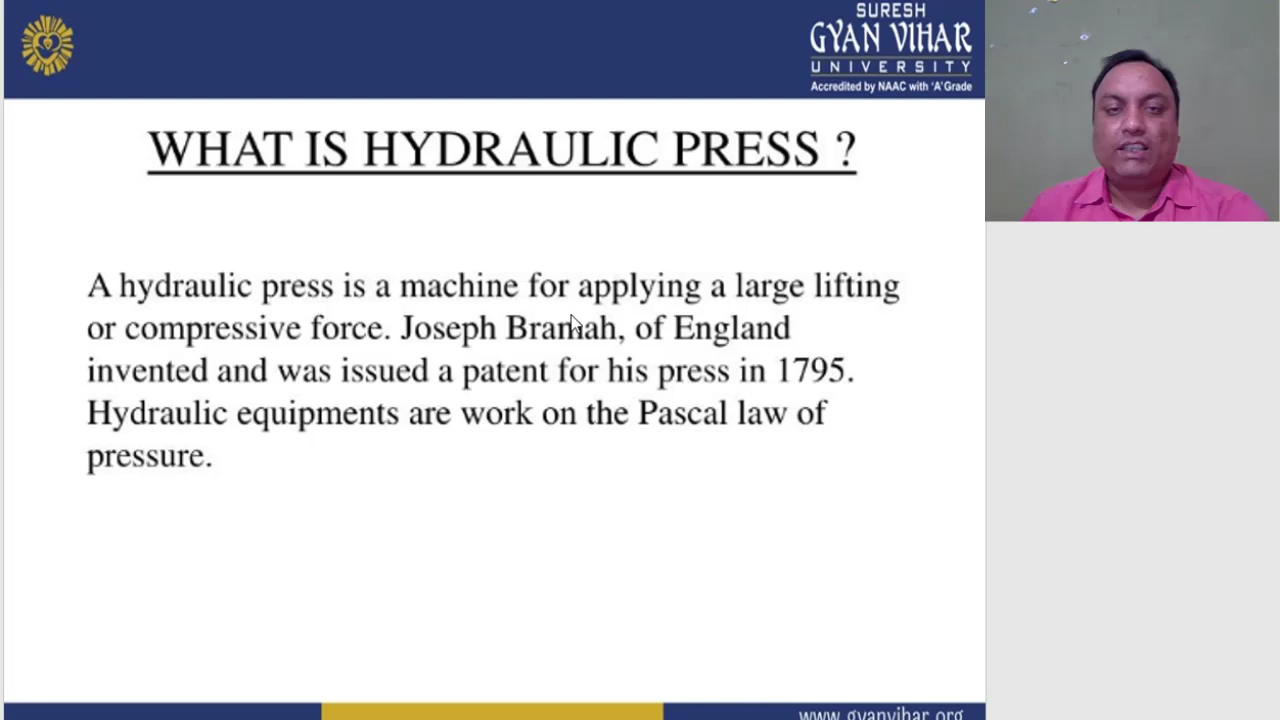 SURESH
GYAN VIHAR
UNIVERSITY
Accredited by NAAC with 'A' Grade
WHAT IS HYDRAULIC PRESS ?
A hydraulic press is a machine for applying a large lifting
or compressive force. Joseph Bramah, of England
invented and was issued a patent for his press in 1795.
Hydraulic equipments are work on the Pascal law of
pressure.
www.gyanvihar.org